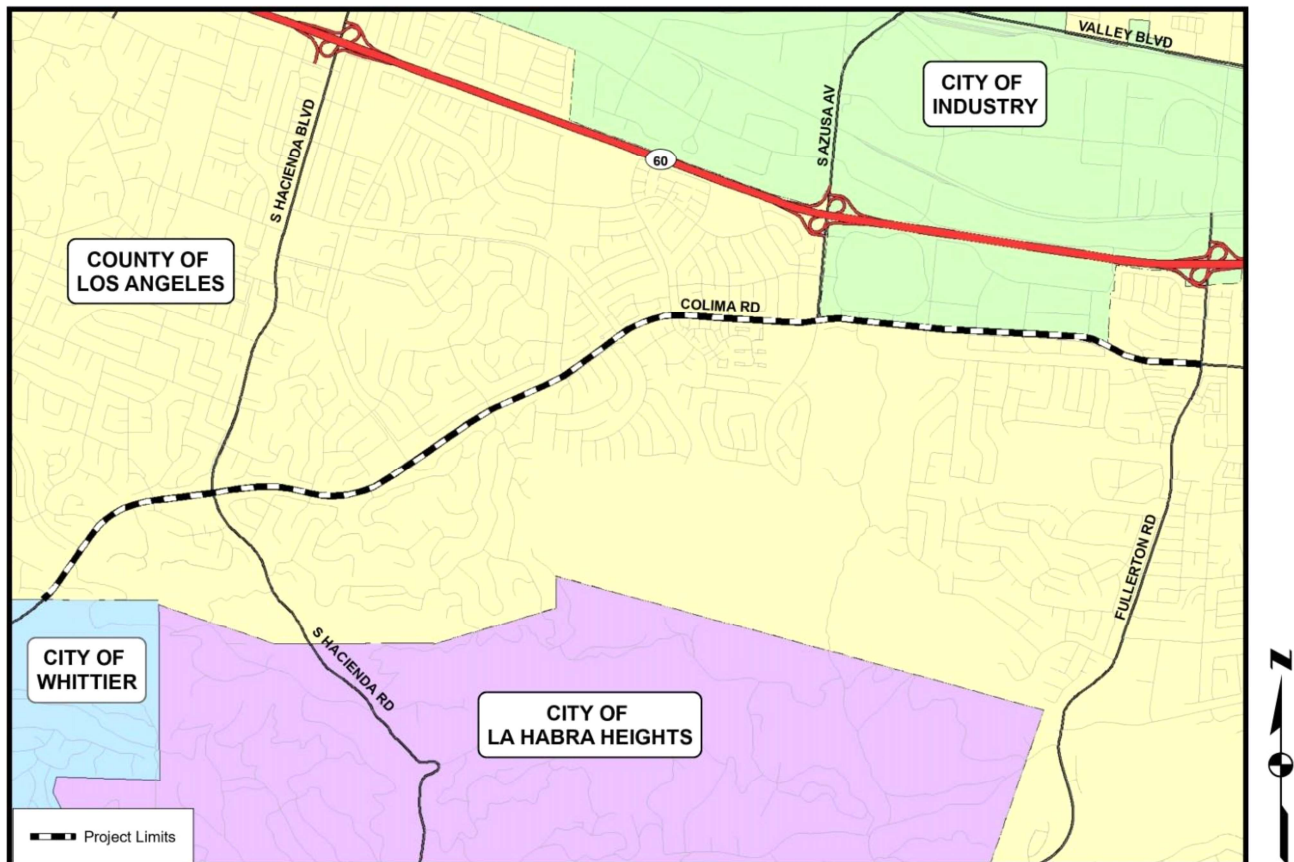 VALLEY BLVD
CITY OF
INDUSTRY
S AZUSA AV
S HACIENDA BLVD
60
COUNTY OF
LOS ANGELES
COLIMA RD
FULLERTON RD
CITY OF
WHITTIER
S HACIENDA RD
CITY OF
LA HABRA HEIGHTS
N
Project Limits